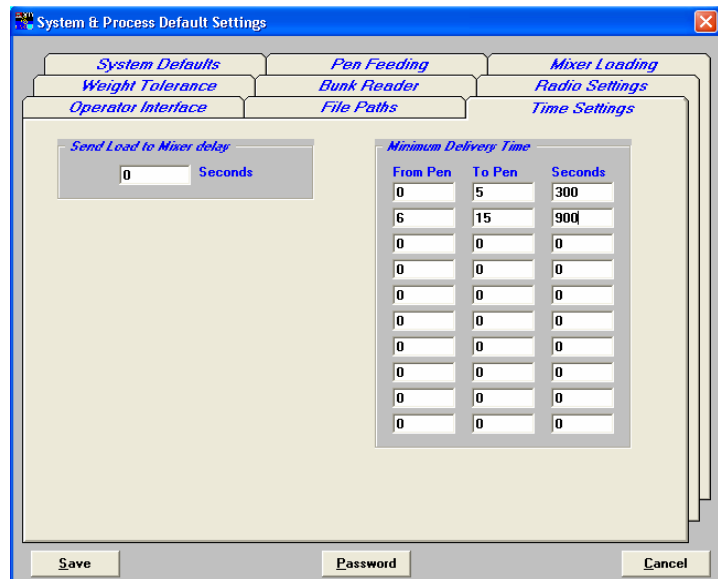 System & Process Default Settings
System Defaults Pen Feeding Mixer Loading
Weight Tolerance Bunk Reader Radio Settings
Operator Interface File Paths Time Settings
Send Load to Mixer delay
0 Seconds
Minimum Delivery Time
From Pen To Pen Seconds
0 5 300
6 15 900
0 0 0
0 0 0
0 0 0
0 0 0
0 0 0
0 0 0
0 0 0
0 0 0
Save Password Cancel